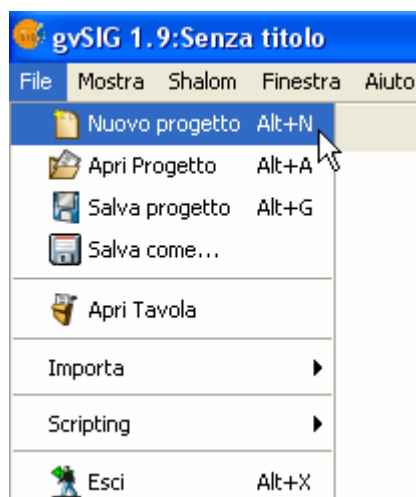 gvSIG 1.9:Senza titolo
File Mostra Shalom Finestra Aiuto
Nuovo progetto Alt+N
Apri Progetto Alt+A
Salva progetto Alt+G
Salva come...
Apri Tavola
Importa
Scripting
Esci Alt+X